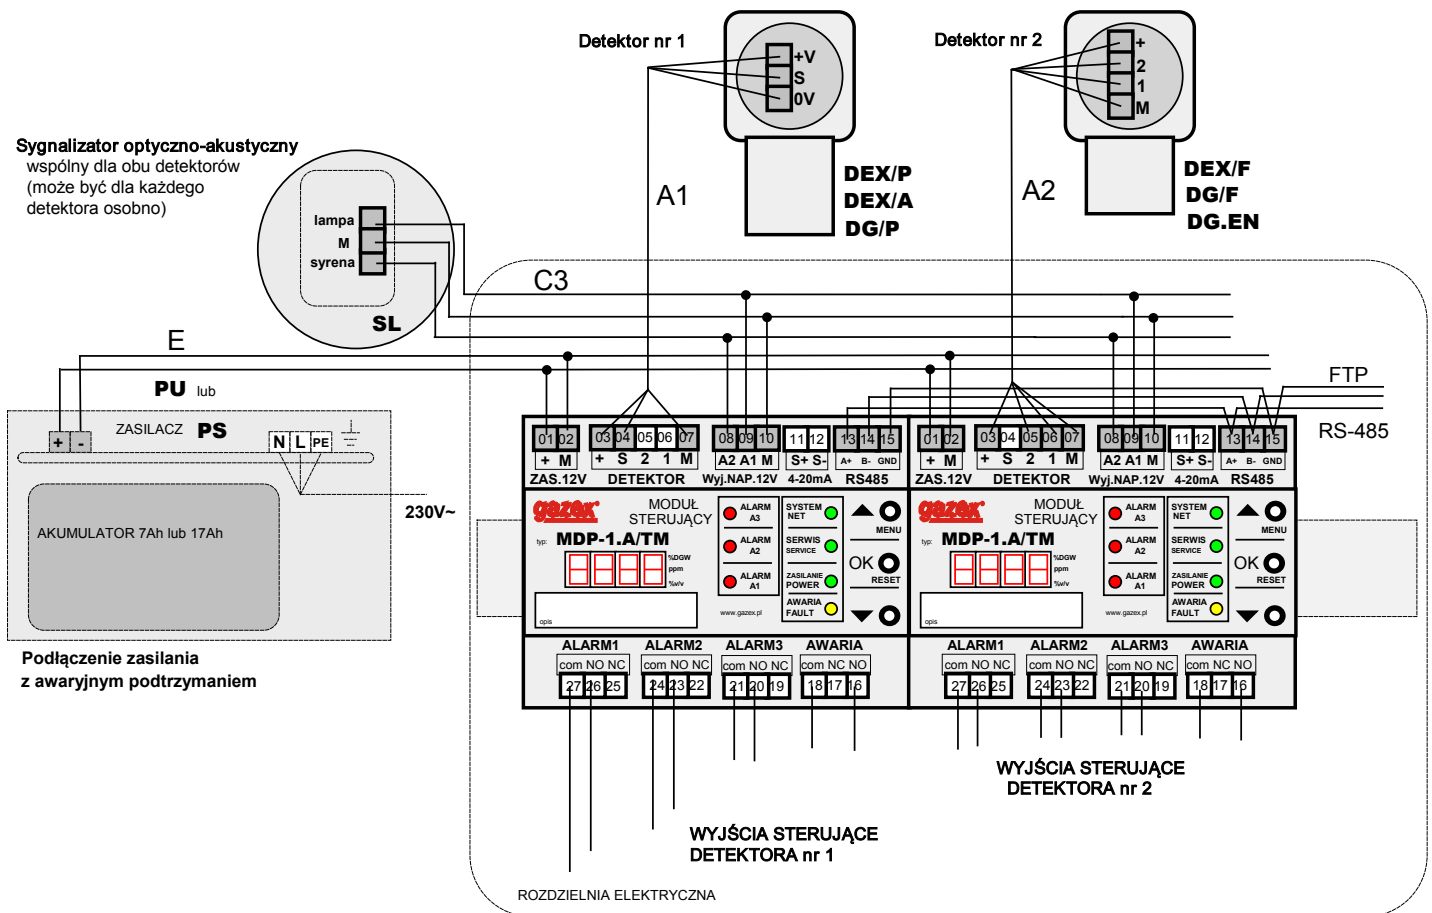 Detektor nr 1
+V
S
0V
DEX/P
DEX/A
DG/P
A1
Detektor nr 2
+
2
1
M
DEX/F
DG/F
DG.EN
A2
Sygnalizator optyczno-akustyczny
wspólny dla obu detektorów
(może być dla każdego
detektora osobno)
lampa
M
syrena
SL
C3
E
PU lub
ZASILACZ PS
+ -
N L PE
230V~
AKUMULATOR 7Ah lub 17Ah
Podłączenie zasilania
z awaryjnym podtrzymaniem
FTP
RS-485
01 02 03 04 05 06 07 08 09 10 11 12 13 14 15
+ M + S 2 1 M A2 A1 M S+ S- A+ B- GND
ZAS.12V DETEKTOR Wyj.NAP.12V 4-20mA RS485
gazex
MODUŁ
STERUJĄCY
typ: MDP-1.A/TM
%DGW
ppm
%v/v
opis
ALARM
A3
ALARM
A2
ALARM
A1
www.gazex.pl
SYSTEM
NET
SERWIS
SERVICE
ZASILANIE
POWER
AWARIA
FAULT
MENU
OK
RESET
ALARM1 ALARM2 ALARM3 AWARIA
com NO NC com NO NC com NO NC com NC NO
27 26 25 24 23 22 21 20 19 18 17 16
01 02 03 04 05 06 07 08 09 10 11 12 13 14 15
+ M + S 2 1 M A2 A1 M S+ S- A+ B- GND
ZAS.12V DETEKTOR Wyj.NAP.12V 4-20mA RS485
gazex
MODUŁ
STERUJĄCY
typ: MDP-1.A/TM
%DGW
ppm
%v/v
opis
ALARM
A3
ALARM
A2
ALARM
A1
www.gazex.pl
SYSTEM
NET
SERWIS
SERVICE
ZASILANIE
POWER
AWARIA
FAULT
MENU
OK
RESET
ALARM1 ALARM2 ALARM3 AWARIA
com NO NC com NO NC com NO NC com NC NO
27 26 25 24 23 22 21 20 19 18 17 16
WYJŚCIA STERUJĄCE
DETEKTORA nr 2
WYJŚCIA STERUJĄCE
DETEKTORA nr 1
ROZDZIELNIA ELEKTRYCZNA